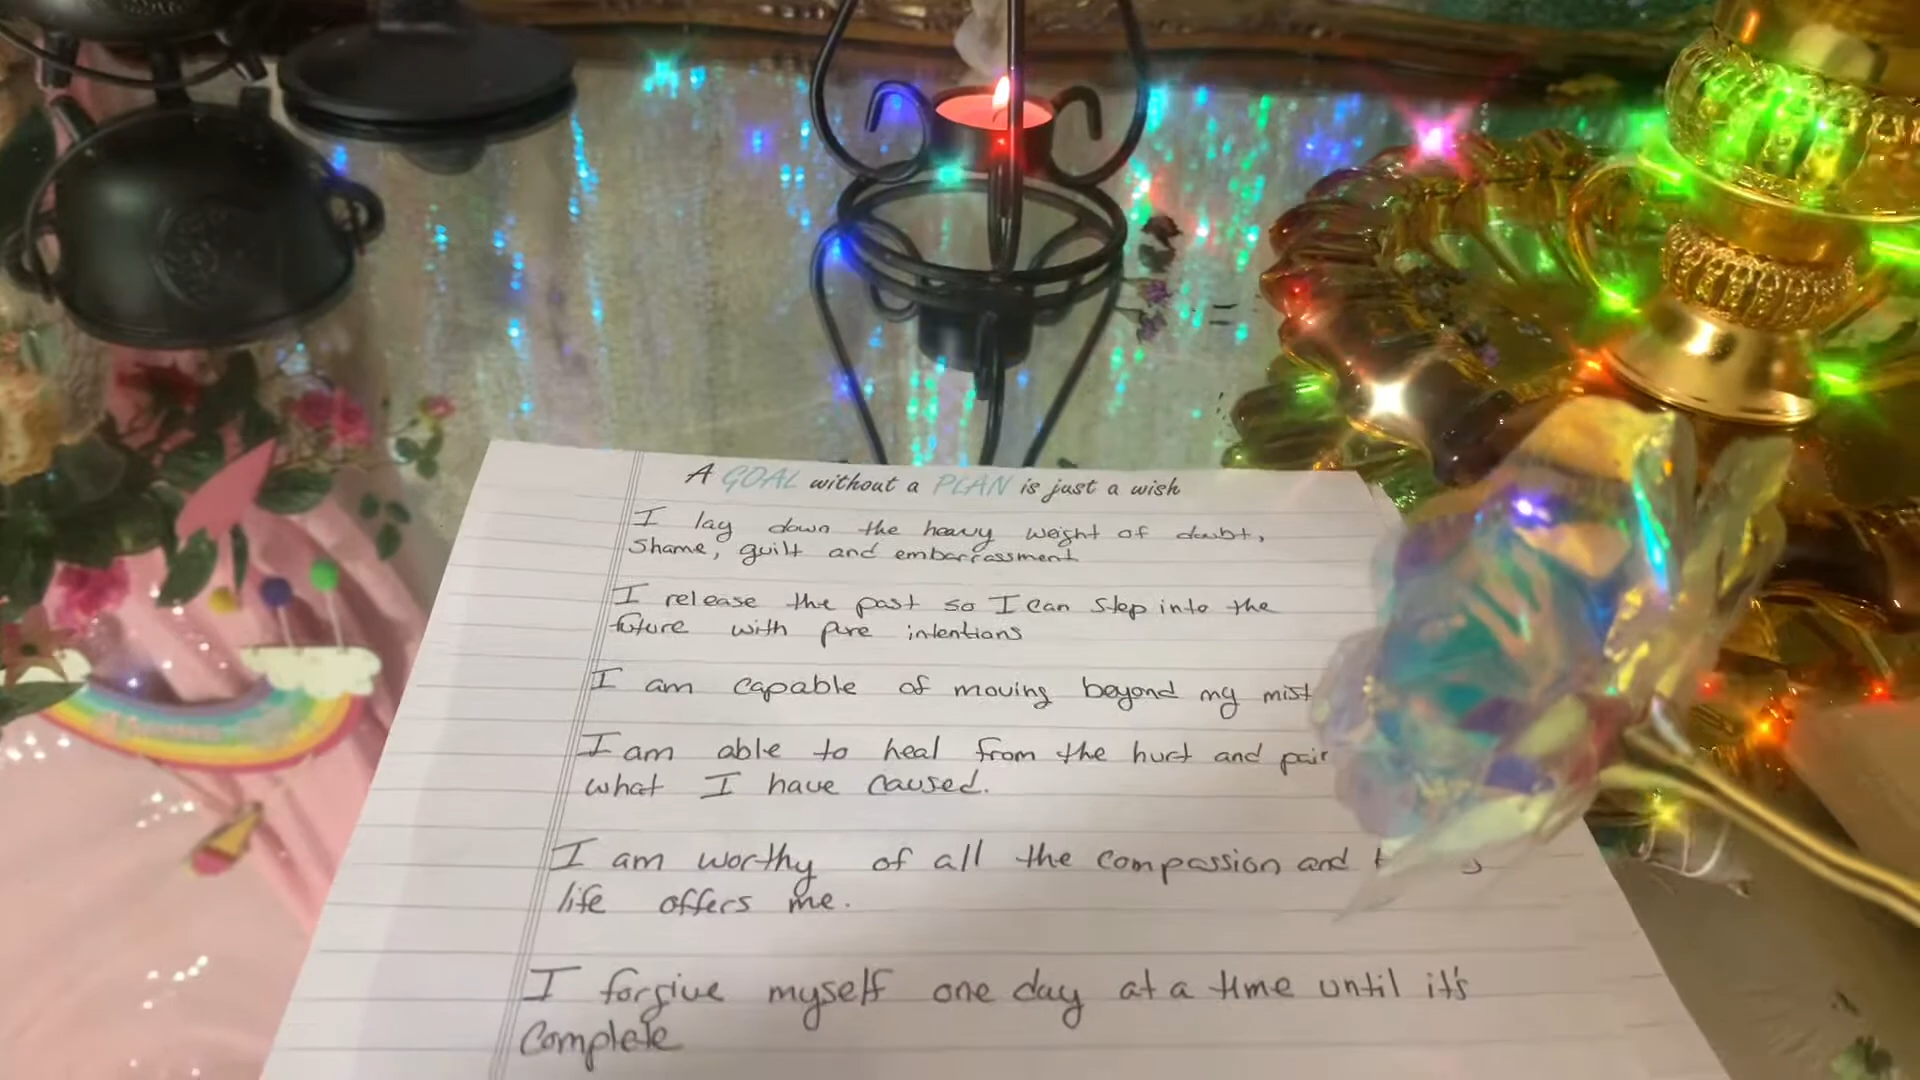 A GOAL without a PLAN is just a wish
I lay down the heavy weight of doubt,
Shame, guilt and embarrassment
I release the past so I can step into the
future with pure intentions
I am capable of moving beyond my mist
I am able to heal from the hurt and pain
what I have caused.
I am worthy of all the compassion and
life offers me.
I forgive myself one day at a time until it's
complete